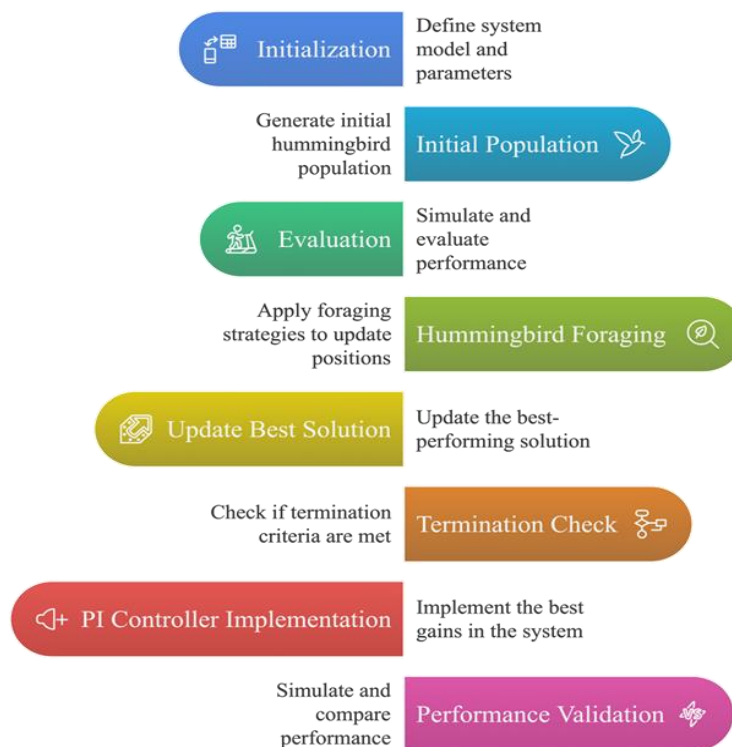 Initialization
Define system
model and
parameters
Generate initial
hummingbird
population
Initial Population
Evaluation
Simulate and
evaluate
performance
Apply foraging
strategies to update
positions
Hummingbird Foraging
Update Best Solution
Update the best-
performing solution
Check if termination
criteria are met
Termination Check
PI Controller Implementation
Implement the best
gains in the system
Simulate and
compare
performance
Performance Validation